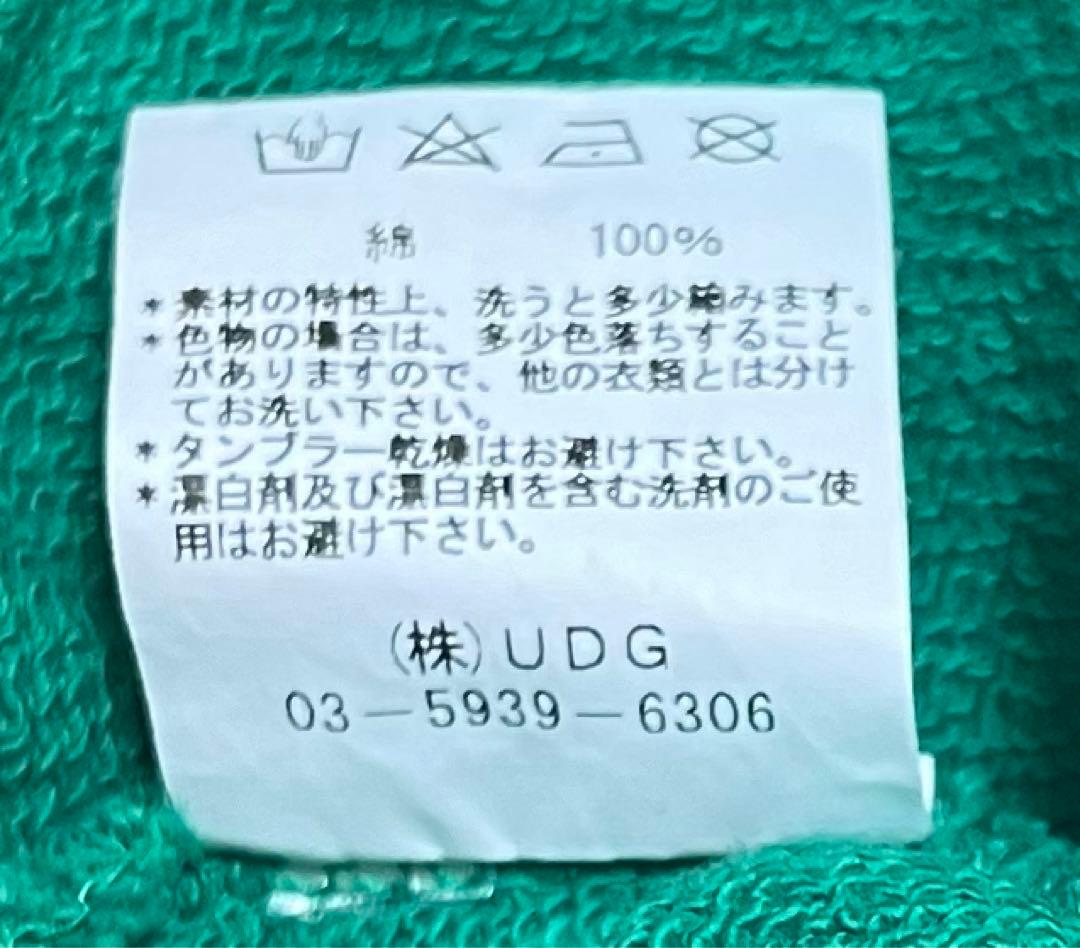 綿 100%
* 素材の特性上、洗うと多少縮みます。
* 色物の場合は、多少色落ちすること
がありますので、他の衣類とは分け
てお洗い下さい。
* タンブラー乾燥はお避け下さい。
* 漂白剤及び漂白剤を含む洗剤のご使
用はお避け下さい。
(株)UDG
03-5939-6306